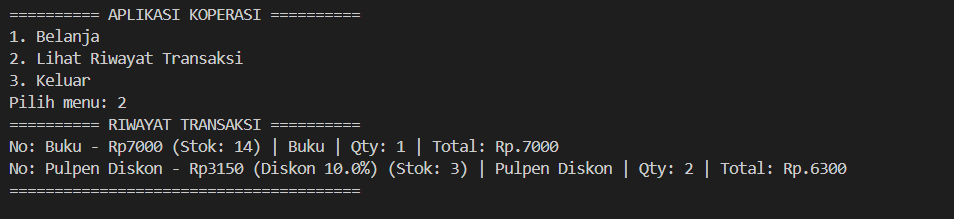 ========== APLIKASI KOPERASI ==========
1. Belanja
2. Lihat Riwayat Transaksi
3. Keluar
Pilih menu: 2
========== RIWAYAT TRANSAKSI ==========
No: Buku - Rp7000 (Stok: 14) | Buku | Qty: 1 | Total: Rp.7000
No: Pulpen Diskon - Rp3150 (Diskon 10.0%) (Stok: 3) | Pulpen Diskon | Qty: 2 | Total: Rp.6300
=======================================